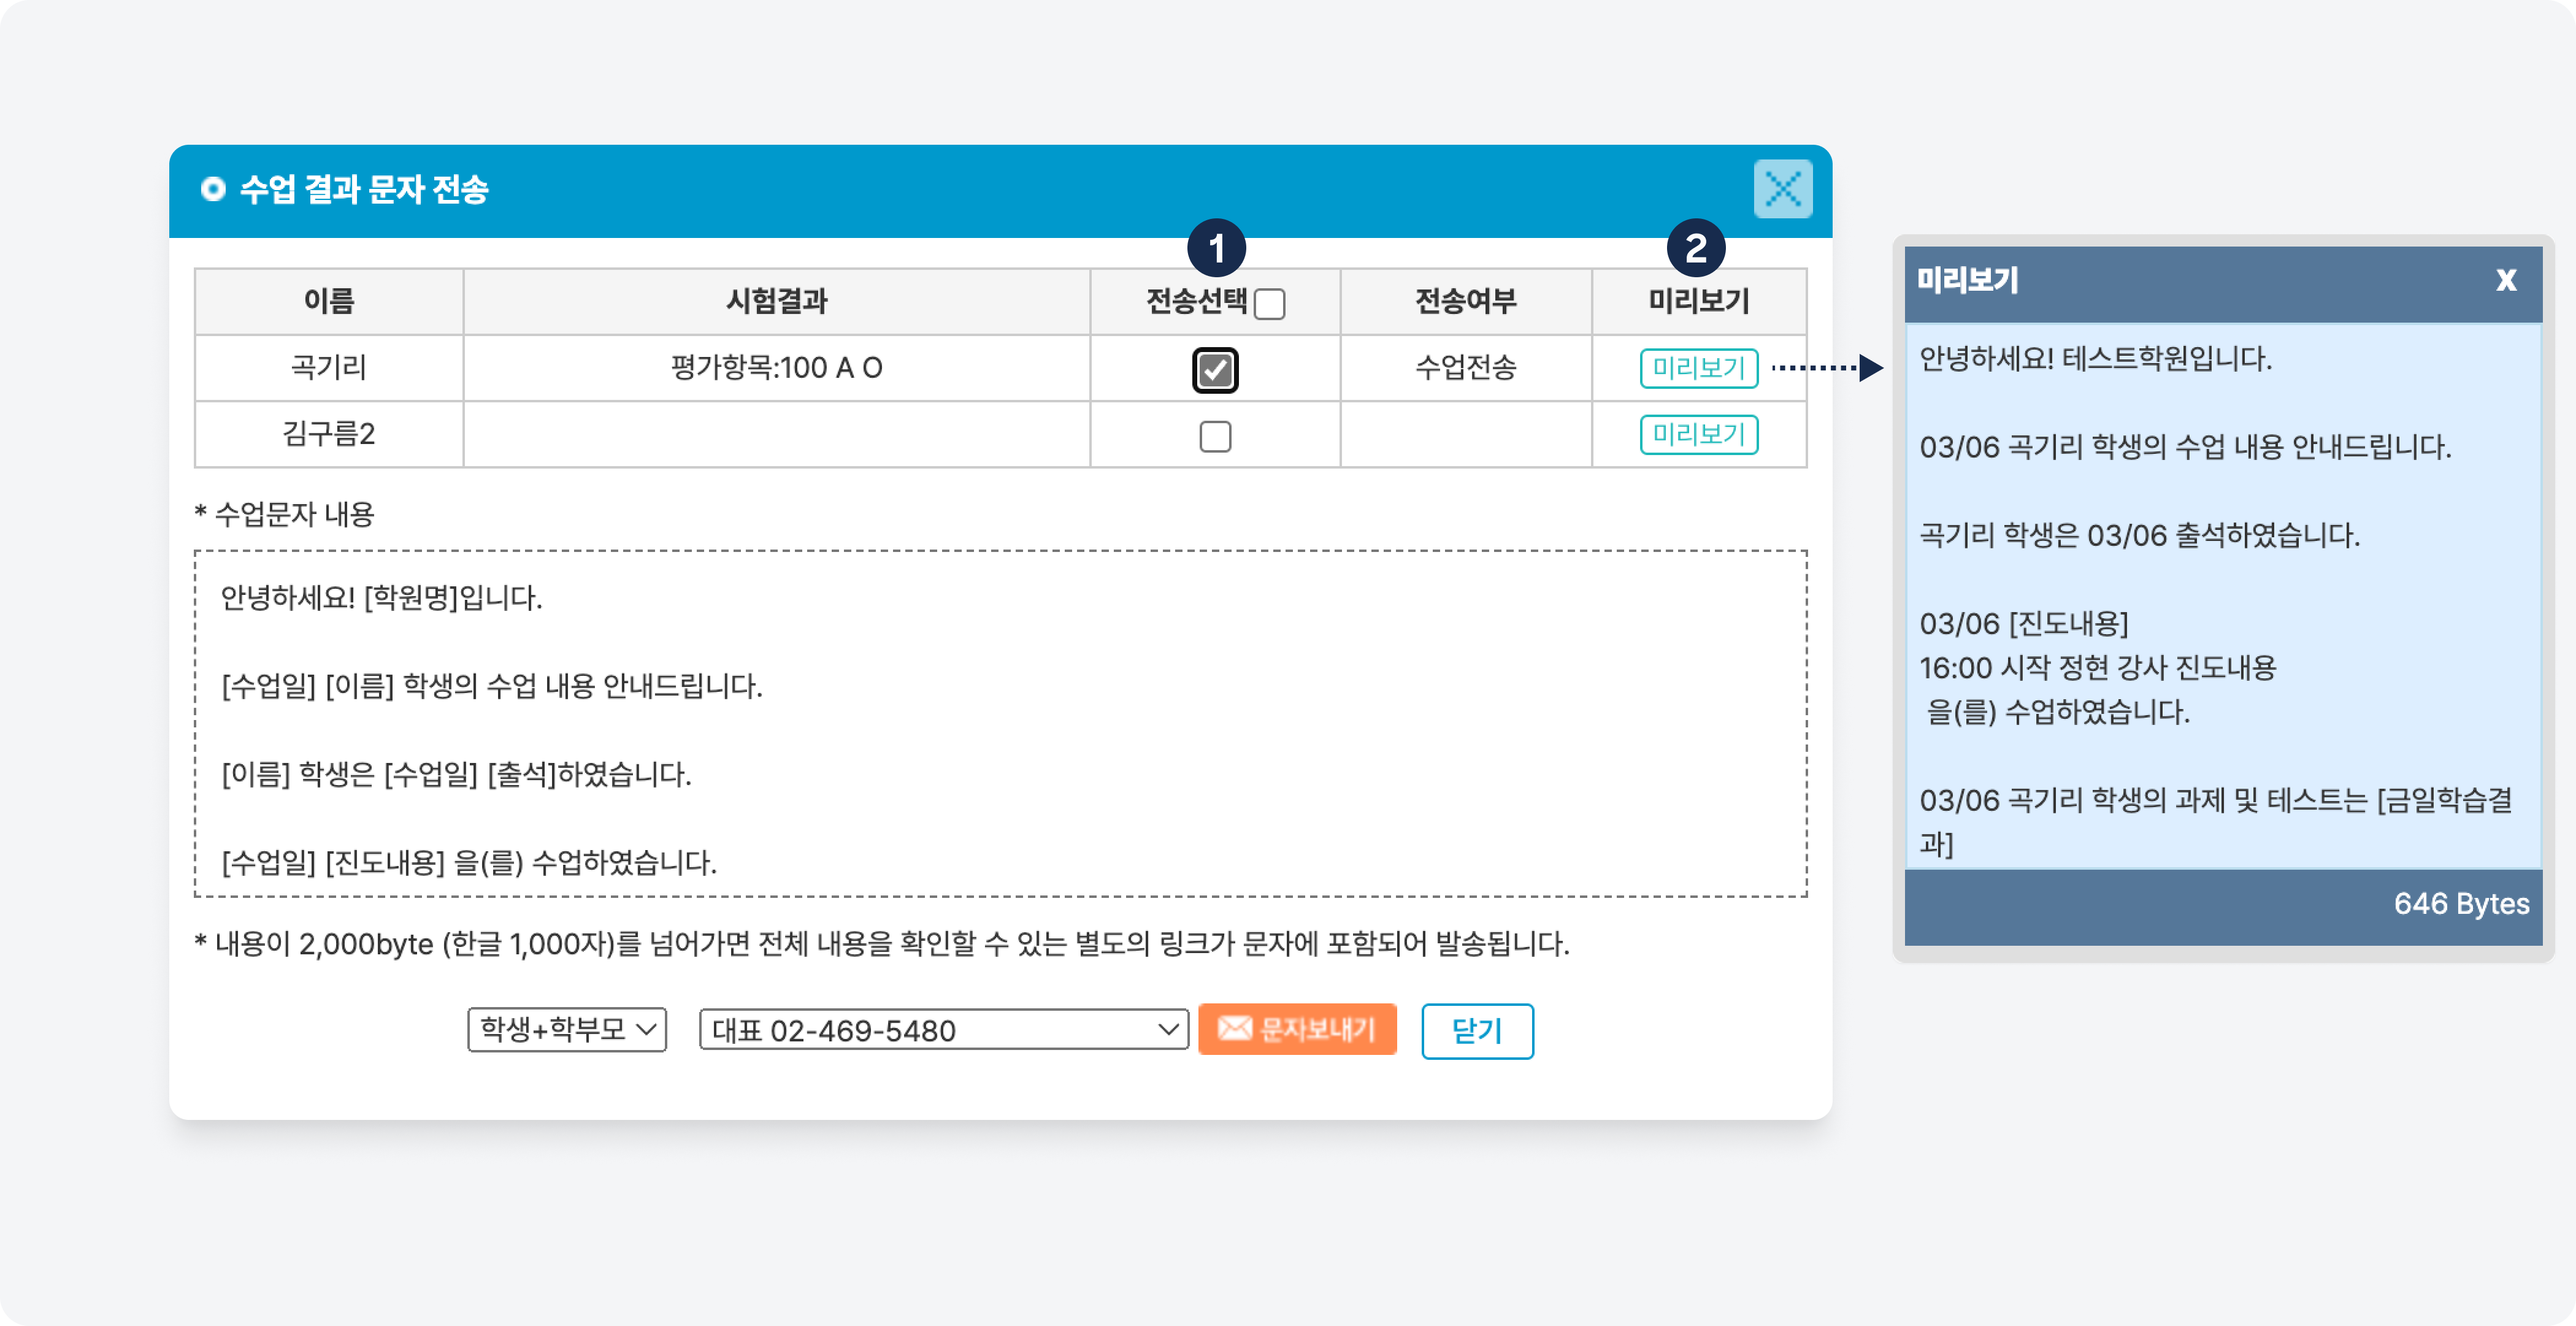 수업 결과 문자 전송
1
2
이름 시험결과 전송선택 전송여부 미리보기
곡기리 평가항목:100 A O 수업전송 미리보기
김구름2 미리보기
* 수업문자 내용
안녕하세요! [학원명]입니다.
[수업일] [이름] 학생의 수업 내용 안내드립니다.
[이름] 학생은 [수업일] [출석]하였습니다.
[수업일] [진도내용] 을(를) 수업하였습니다.
* 내용이 2,000byte (한글 1,000자)를 넘어가면 전체 내용을 확인할 수 있는 별도의 링크가 문자에 포함되어 발송됩니다.
학생+학부모 대표 02-469-5480 문자보내기 닫기
미리보기 X
안녕하세요! 테스트학원입니다.
03/06 곡기리 학생의 수업 내용 안내드립니다.
곡기리 학생은 03/06 출석하였습니다.
03/06 [진도내용]
16:00 시작 정현 강사 진도내용
을(를) 수업하였습니다.
03/06 곡기리 학생의 과제 및 테스트는 [금일학습결
과]
646 Bytes